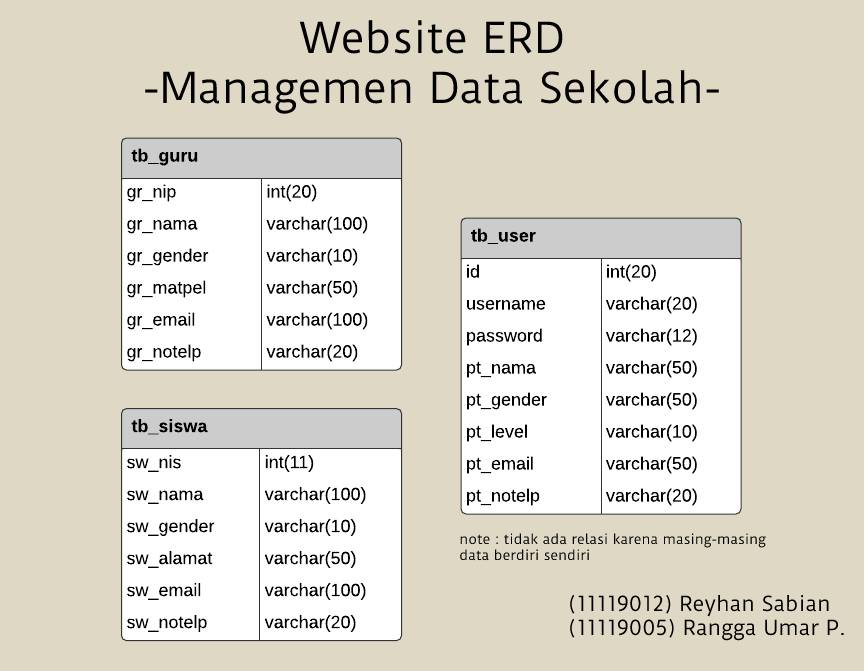 Website ERD
-Managemen Data Sekolah-
tb_guru
gr_nip int(20)
gr_nama varchar(100)
gr_gender varchar(10)
gr_matpel varchar(50)
gr_email varchar(100)
gr_notelp varchar(20)
tb_siswa
sw_nis int(11)
sw_nama varchar(100)
sw_gender varchar(10)
sw_alamat varchar(50)
sw_email varchar(100)
sw_notelp varchar(20)
tb_user
id int(20)
username varchar(20)
password varchar(12)
pt_nama varchar(50)
pt_gender varchar(50)
pt_level varchar(10)
pt_email varchar(50)
pt_notelp varchar(20)
note : tidak ada relasi karena masing-masing
data berdiri sendiri
(11119012) Reyhan Sabian
(11119005) Rangga Umar P.